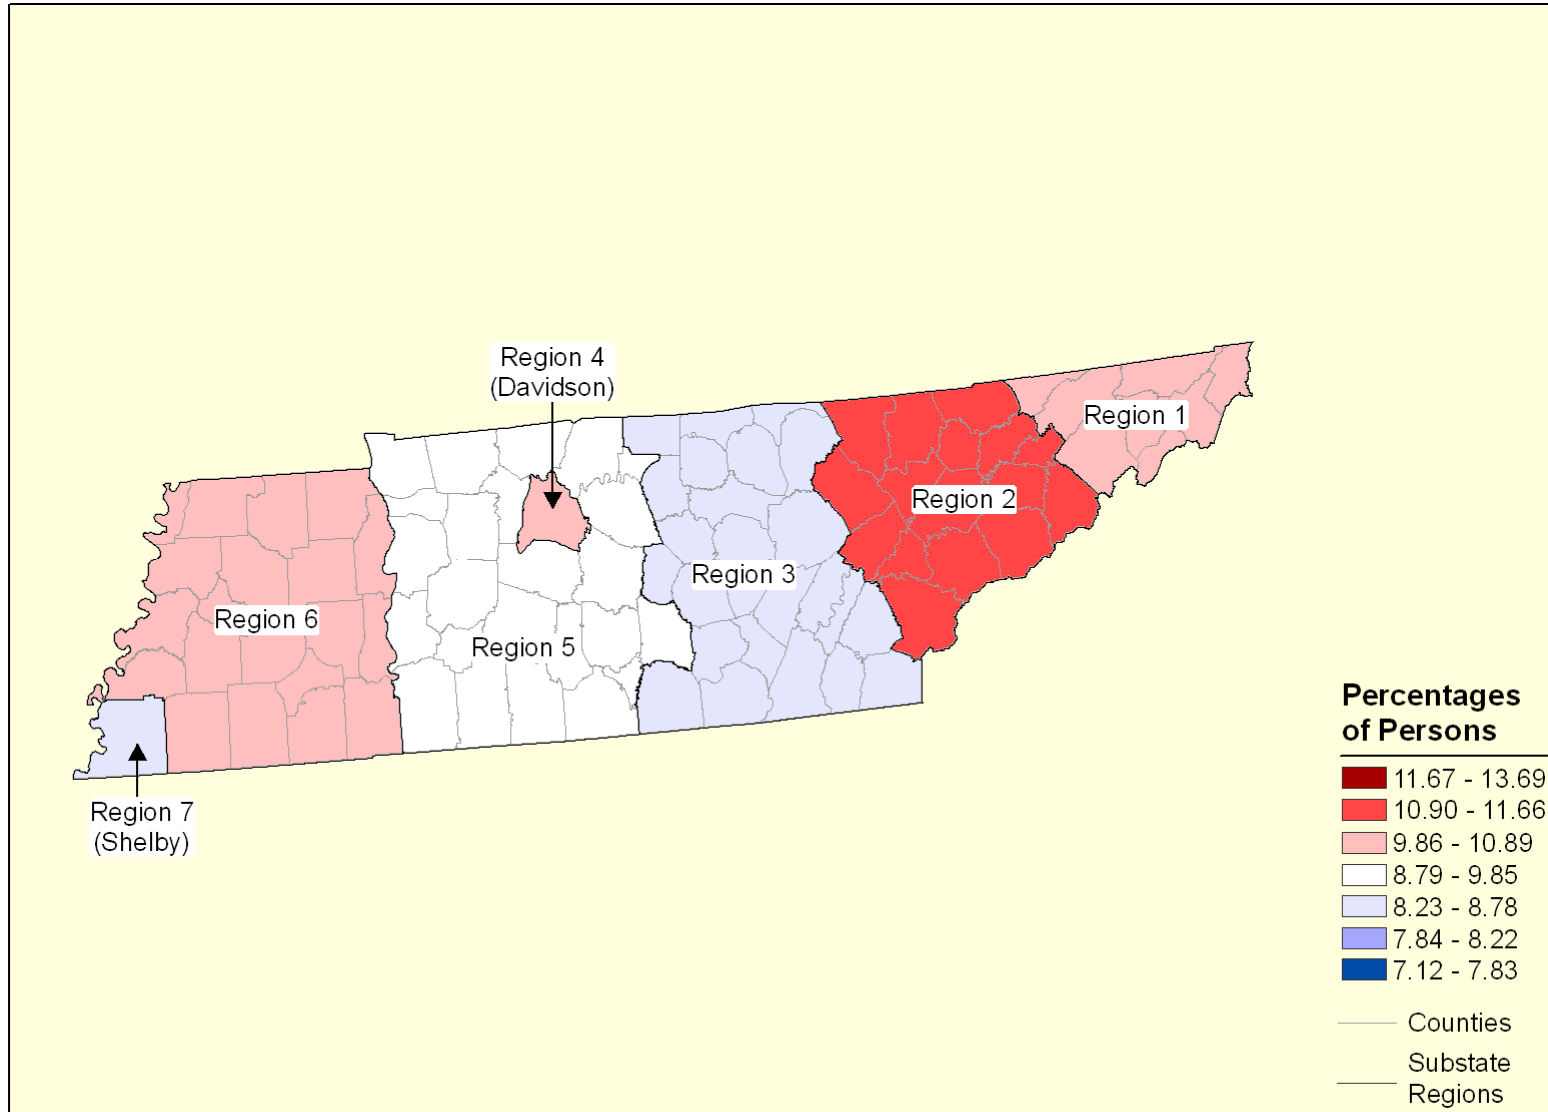 Region 4
(Davidson)
Region 1
Region 2
Region 3
Region 6
Region 5
Region 7
(Shelby)
Percentages
of Persons
11.67 - 13.69
10.90 - 11.66
9.86 - 10.89
8.79 - 9.85
8.23 - 8.78
7.84 - 8.22
7.12 - 7.83
Counties
Substate
Regions